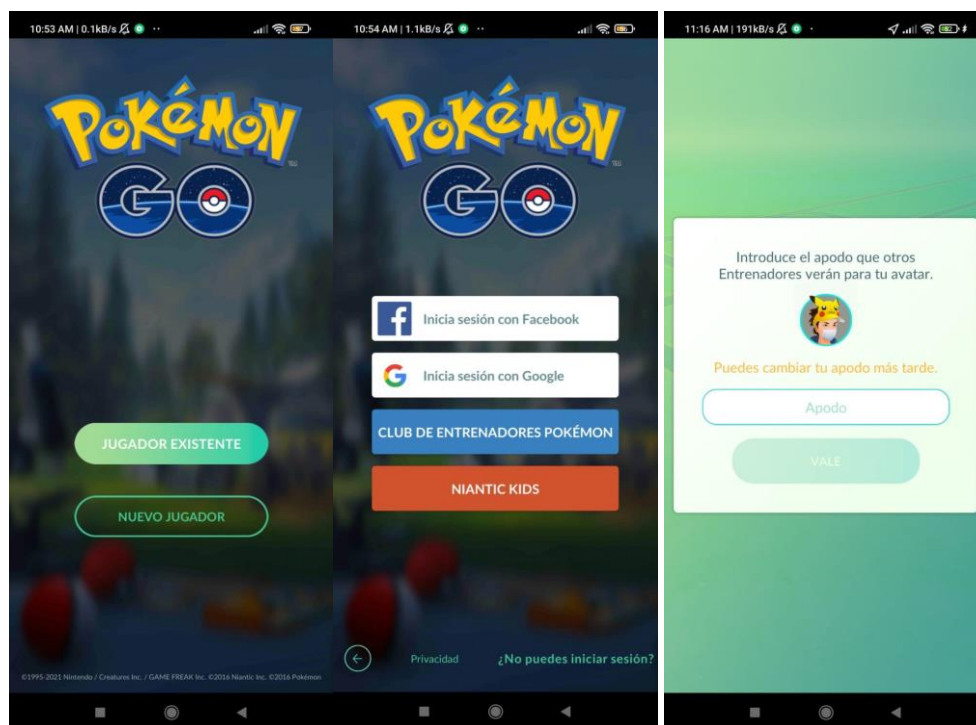 10:53 AM | 0.1kB/s
POKéMON
GO
JUGADOR EXISTENTE
NUEVO JUGADOR
©1995-2021 Nintendo / Creatures Inc. / GAME FREAK Inc. ©2016 Niantic Inc. ©2016 Pokémon
10:54 AM | 1.1kB/s
POKéMON
GO
Inicia sesión con Facebook
Inicia sesión con Google
CLUB DE ENTRENADORES POKÉMON
NIANTIC KIDS
Privacidad
¿No puedes iniciar sesión?
11:16 AM | 191kB/s
Introduce el apodo que otros
Entrenadores verán para tu avatar.
Puedes cambiar tu apodo más tarde.
Apodo
VALE